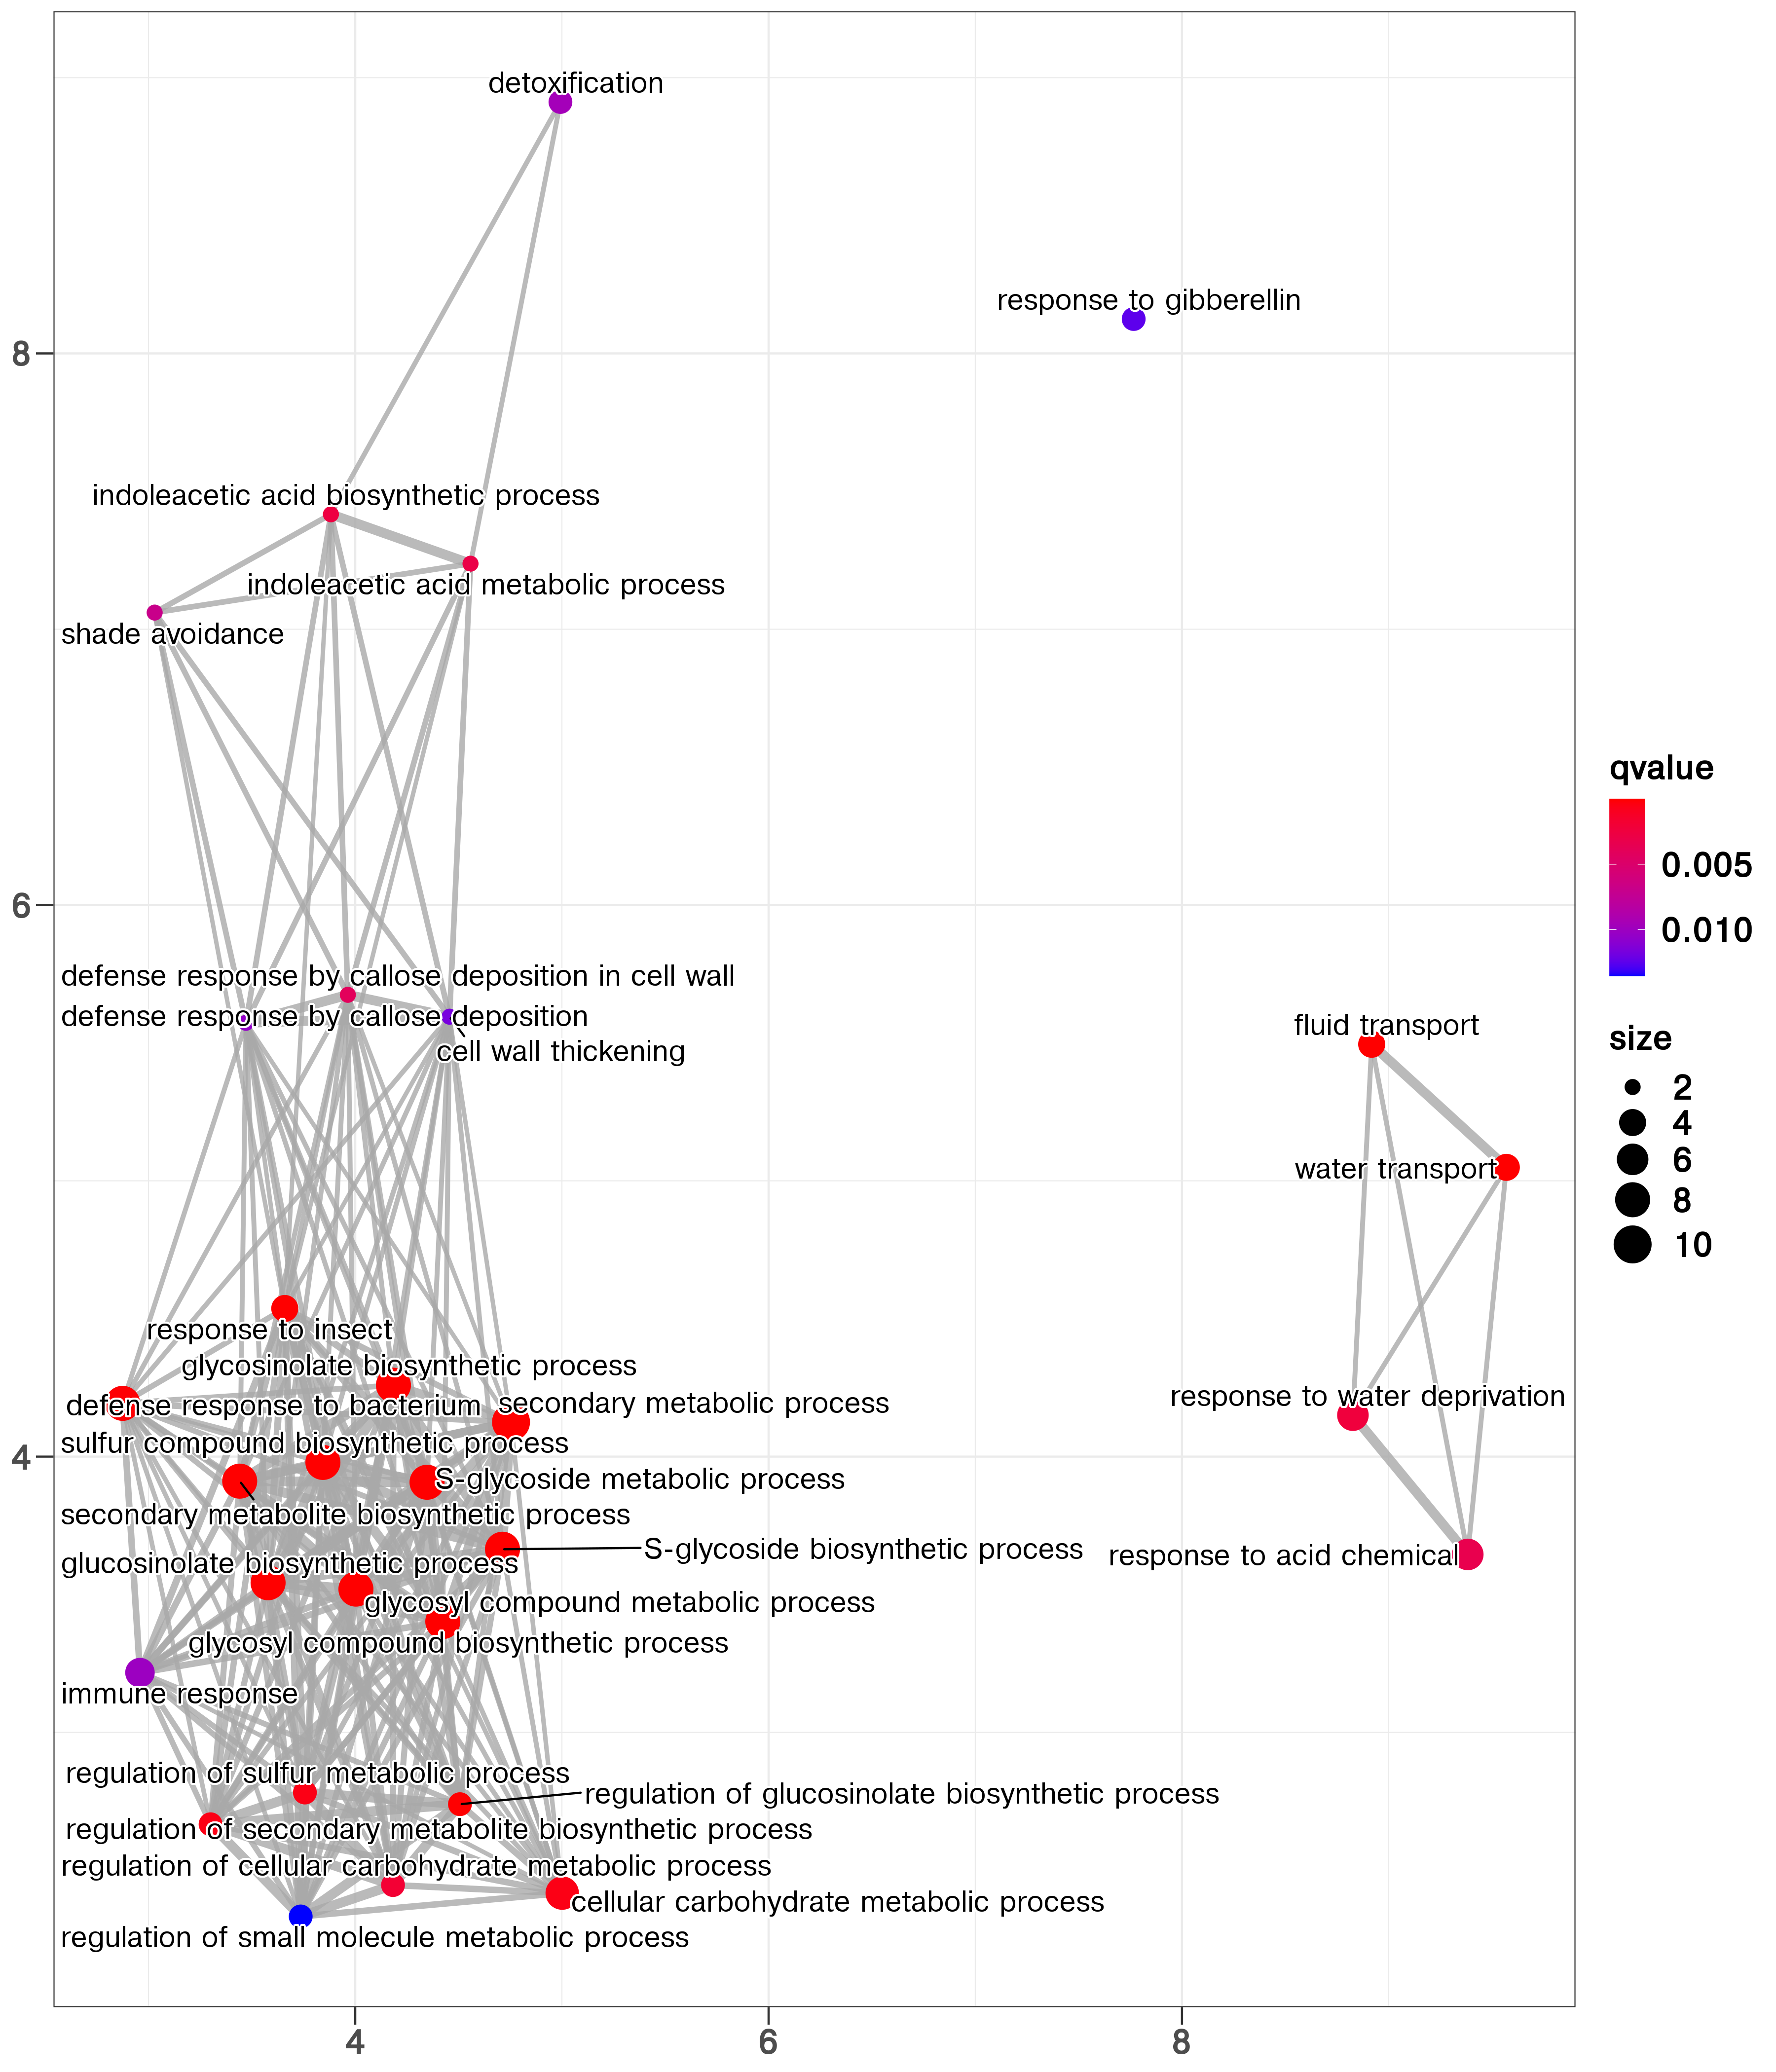 detoxification
response to gibberellin
8
indoleacetic acid biosynthetic process
indoleacetic acid metabolic process
shade avoidance
qvalue
0.005
0.010
6
defense response by callose deposition in cell wall
defense response by callose deposition
cell wall thickening
fluid transport
size
2
4
6
8
10
water transport
response to insect
glycosinolate biosynthetic process
defense response to bacterium
secondary metabolic process
response to water deprivation
sulfur compound biosynthetic process
4
S-glycoside metabolic process
secondary metabolite biosynthetic process
S-glycoside biosynthetic process
response to acid chemical
glucosinolate biosynthetic process
glycosyl compound metabolic process
glycosyl compound biosynthetic process
immune response
regulation of sulfur metabolic process
regulation of glucosinolate biosynthetic process
regulation of secondary metabolite biosynthetic process
regulation of cellular carbohydrate metabolic process
cellular carbohydrate metabolic process
regulation of small molecule metabolic process
4
6
8